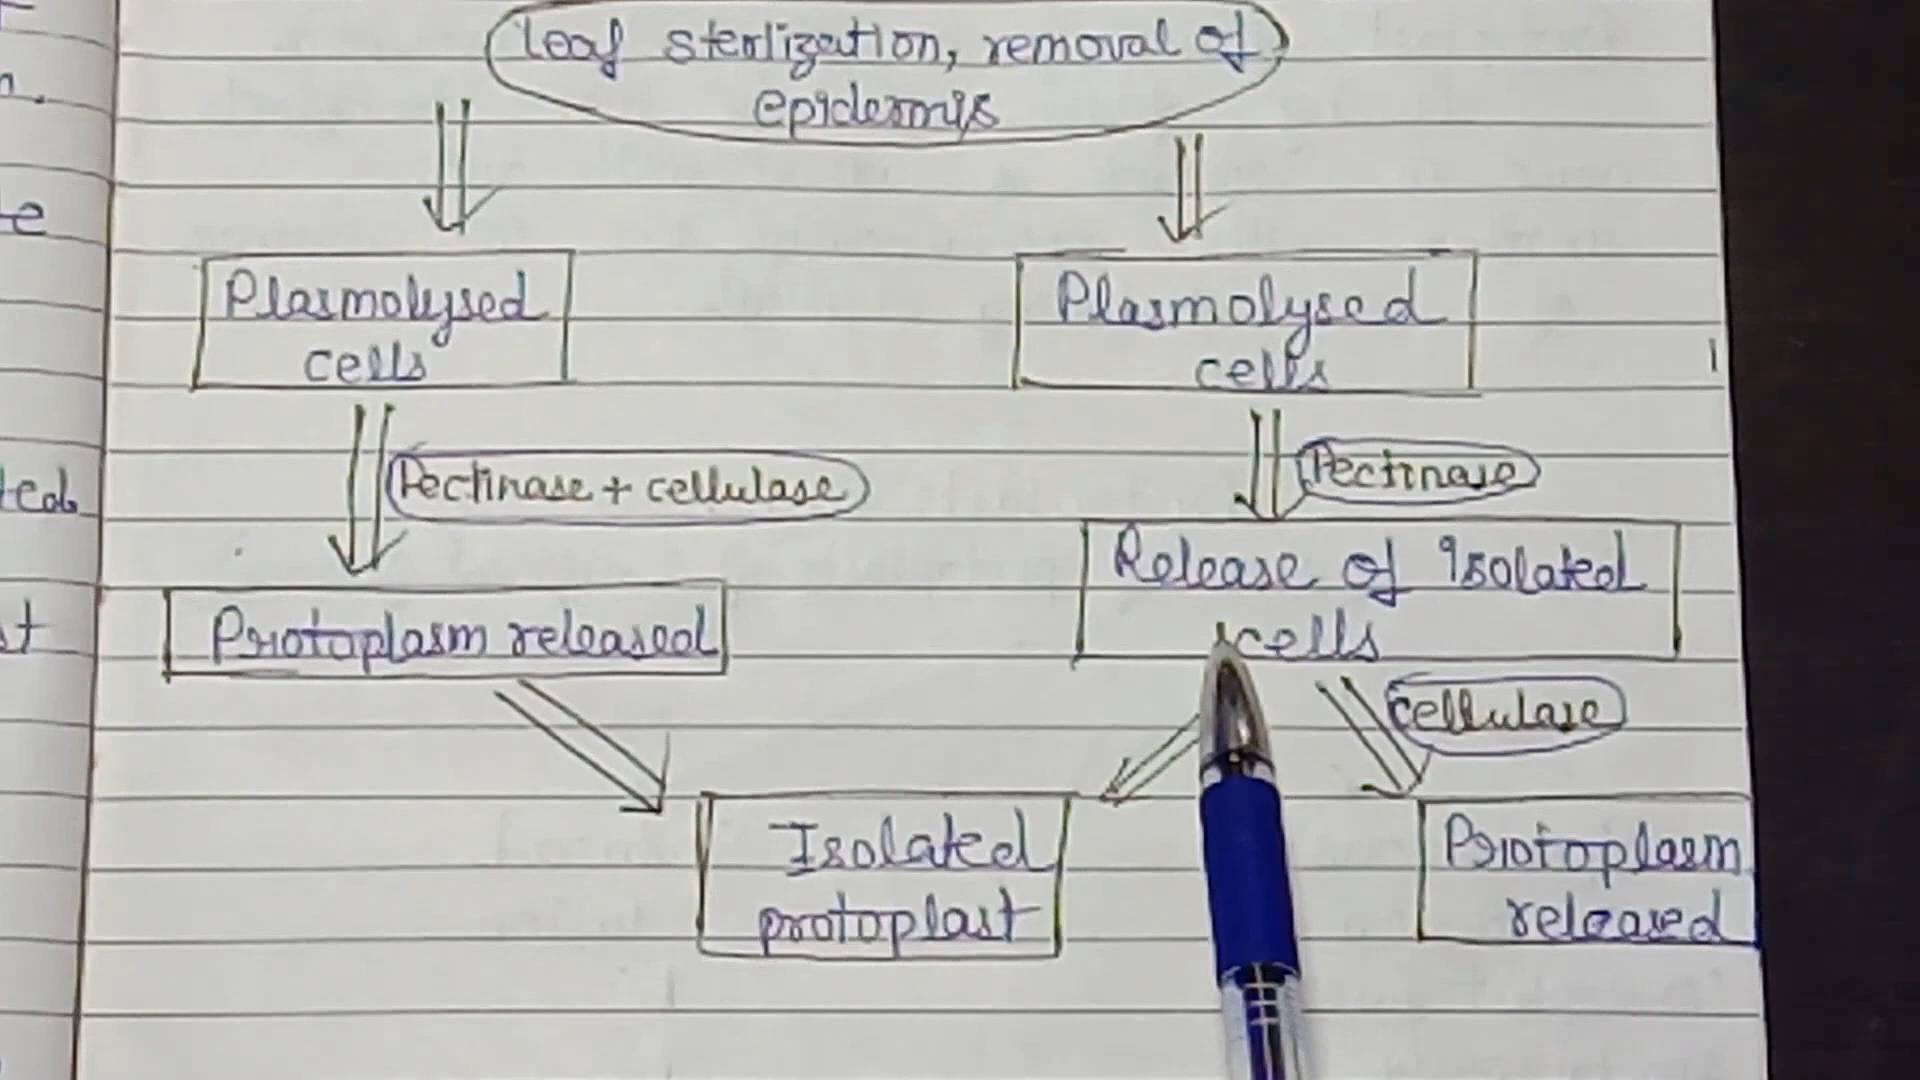 leaf sterlization, removal of
epidermis
Plasmolysed
cells
Plasmolysed
cells
Pectinase + cellulase
Pectinase
Protoplasm released
Release of isolated
cells
cellulase
Isolated
protoplast
Protoplasm
released